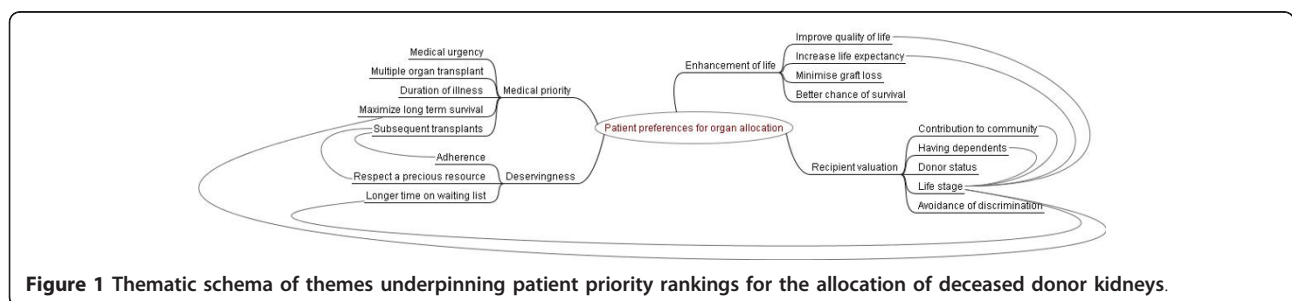 Medical urgency
Multiple organ transplant
Duration of illness
Maximize long term survival
Subsequent transplants
Medical priority
Adherence
Respect a precious resource
Longer time on waiting list
Deservingness
Patient preferences for organ allocation
Enhancement of life
Improve quality of life
Increase life expectancy
Minimise graft loss
Better chance of survival
Recipient valuation
Contribution to community
Having dependents
Donor status
Life stage
Avoidance of discrimination
Figure 1 Thematic schema of themes underpinning patient priority rankings for the allocation of deceased donor kidneys.